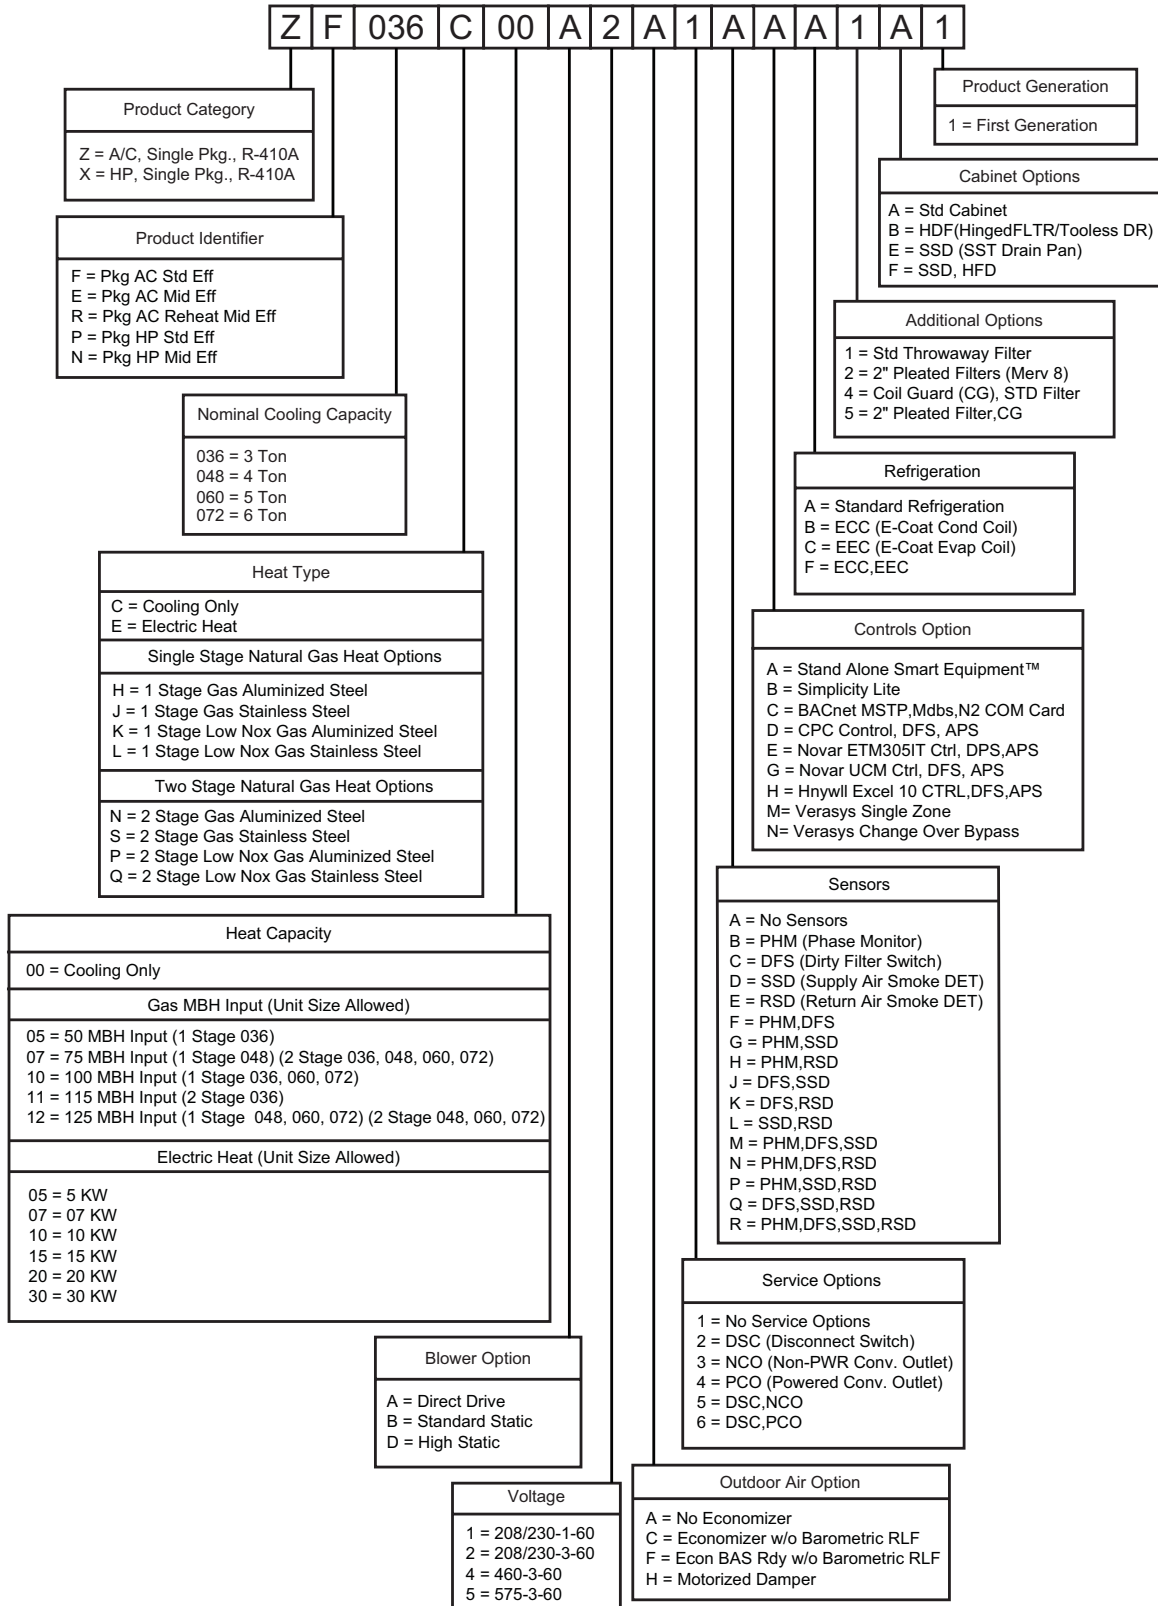 Z F 036 C 00 A 2 A 1 A A A 1 A 1
Product Category
Z = A/C, Single Pkg., R-410A
X = HP, Single Pkg., R-410A
Product Identifier
F = Pkg AC Std Eff
E = Pkg AC Mid Eff
R = Pkg AC Reheat Mid Eff
P = Pkg HP Std Eff
N = Pkg HP Mid Eff
Nominal Cooling Capacity
036 = 3 Ton
048 = 4 Ton
060 = 5 Ton
072 = 6 Ton
Heat Type
C = Cooling Only
E = Electric Heat
Single Stage Natural Gas Heat Options
H = 1 Stage Gas Aluminized Steel
J = 1 Stage Gas Stainless Steel
K = 1 Stage Low Nox Gas Aluminized Steel
L = 1 Stage Low Nox Gas Stainless Steel
Two Stage Natural Gas Heat Options
N = 2 Stage Gas Aluminized Steel
S = 2 Stage Gas Stainless Steel
P = 2 Stage Low Nox Gas Aluminized Steel
Q = 2 Stage Low Nox Gas Stainless Steel
Heat Capacity
00 = Cooling Only
Gas MBH Input (Unit Size Allowed)
05 = 50 MBH Input (1 Stage 036)
07 = 75 MBH Input (1 Stage 048) (2 Stage 036, 048, 060, 072)
10 = 100 MBH Input (1 Stage 036, 060, 072)
11 = 115 MBH Input (2 Stage 036)
12 = 125 MBH Input (1 Stage 048, 060, 072) (2 Stage 048, 060, 072)
Electric Heat (Unit Size Allowed)
05 = 5 KW
07 = 07 KW
10 = 10 KW
15 = 15 KW
20 = 20 KW
30 = 30 KW
Blower Option
A = Direct Drive
B = Standard Static
D = High Static
Voltage
1 = 208/230-1-60
2 = 208/230-3-60
4 = 460-3-60
5 = 575-3-60
Outdoor Air Option
A = No Economizer
C = Economizer w/o Barometric RLF
F = Econ BAS Rdy w/o Barometric RLF
H = Motorized Damper
Service Options
1 = No Service Options
2 = DSC (Disconnect Switch)
3 = NCO (Non-PWR Conv. Outlet)
4 = PCO (Powered Conv. Outlet)
5 = DSC,NCO
6 = DSC,PCO
Sensors
A = No Sensors
B = PHM (Phase Monitor)
C = DFS (Dirty Filter Switch)
D = SSD (Supply Air Smoke DET)
E = RSD (Return Air Smoke DET)
F = PHM,DFS
G = PHM,SSD
H = PHM,RSD
J = DFS,SSD
K = DFS,RSD
L = SSD,RSD
M = PHM,DFS,SSD
N = PHM,DFS,RSD
P = PHM,SSD,RSD
Q = DFS,SSD,RSD
R = PHM,DFS,SSD,RSD
Controls Option
A = Stand Alone Smart Equipment™
B = Simplicity Lite
C = BACnet MSTP,Mdbs,N2 COM Card
D = CPC Control, DFS, APS
E = Novar ETM305IT Ctrl, DPS,APS
G = Novar UCM Ctrl, DFS, APS
H = Hnywll Excel 10 CTRL,DFS,APS
M= Verasys Single Zone
N= Verasys Change Over Bypass
Refrigeration
A = Standard Refrigeration
B = ECC (E-Coat Cond Coil)
C = EEC (E-Coat Evap Coil)
F = ECC,EEC
Additional Options
1 = Std Throwaway Filter
2 = 2" Pleated Filters (Merv 8)
4 = Coil Guard (CG), STD Filter
5 = 2" Pleated Filter,CG
Cabinet Options
A = Std Cabinet
B = HDF(HingedFLTR/Tooless DR)
E = SSD (SST Drain Pan)
F = SSD, HFD
Product Generation
1 = First Generation